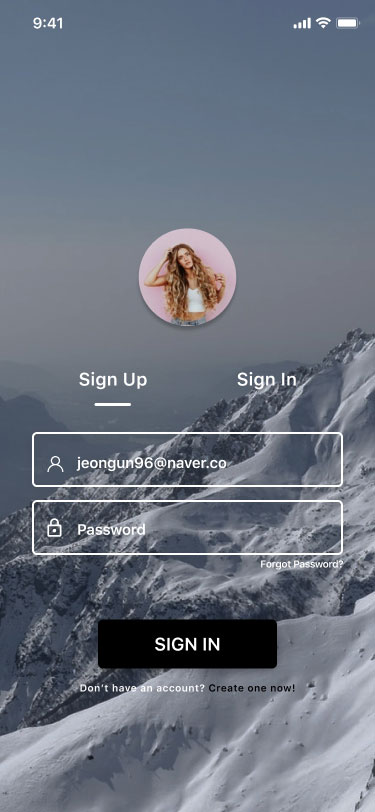 9:41
Sign Up Sign In
jeongun96@naver.co
Password
Forgot Password?
SIGN IN
Don't have an account? Create one now!